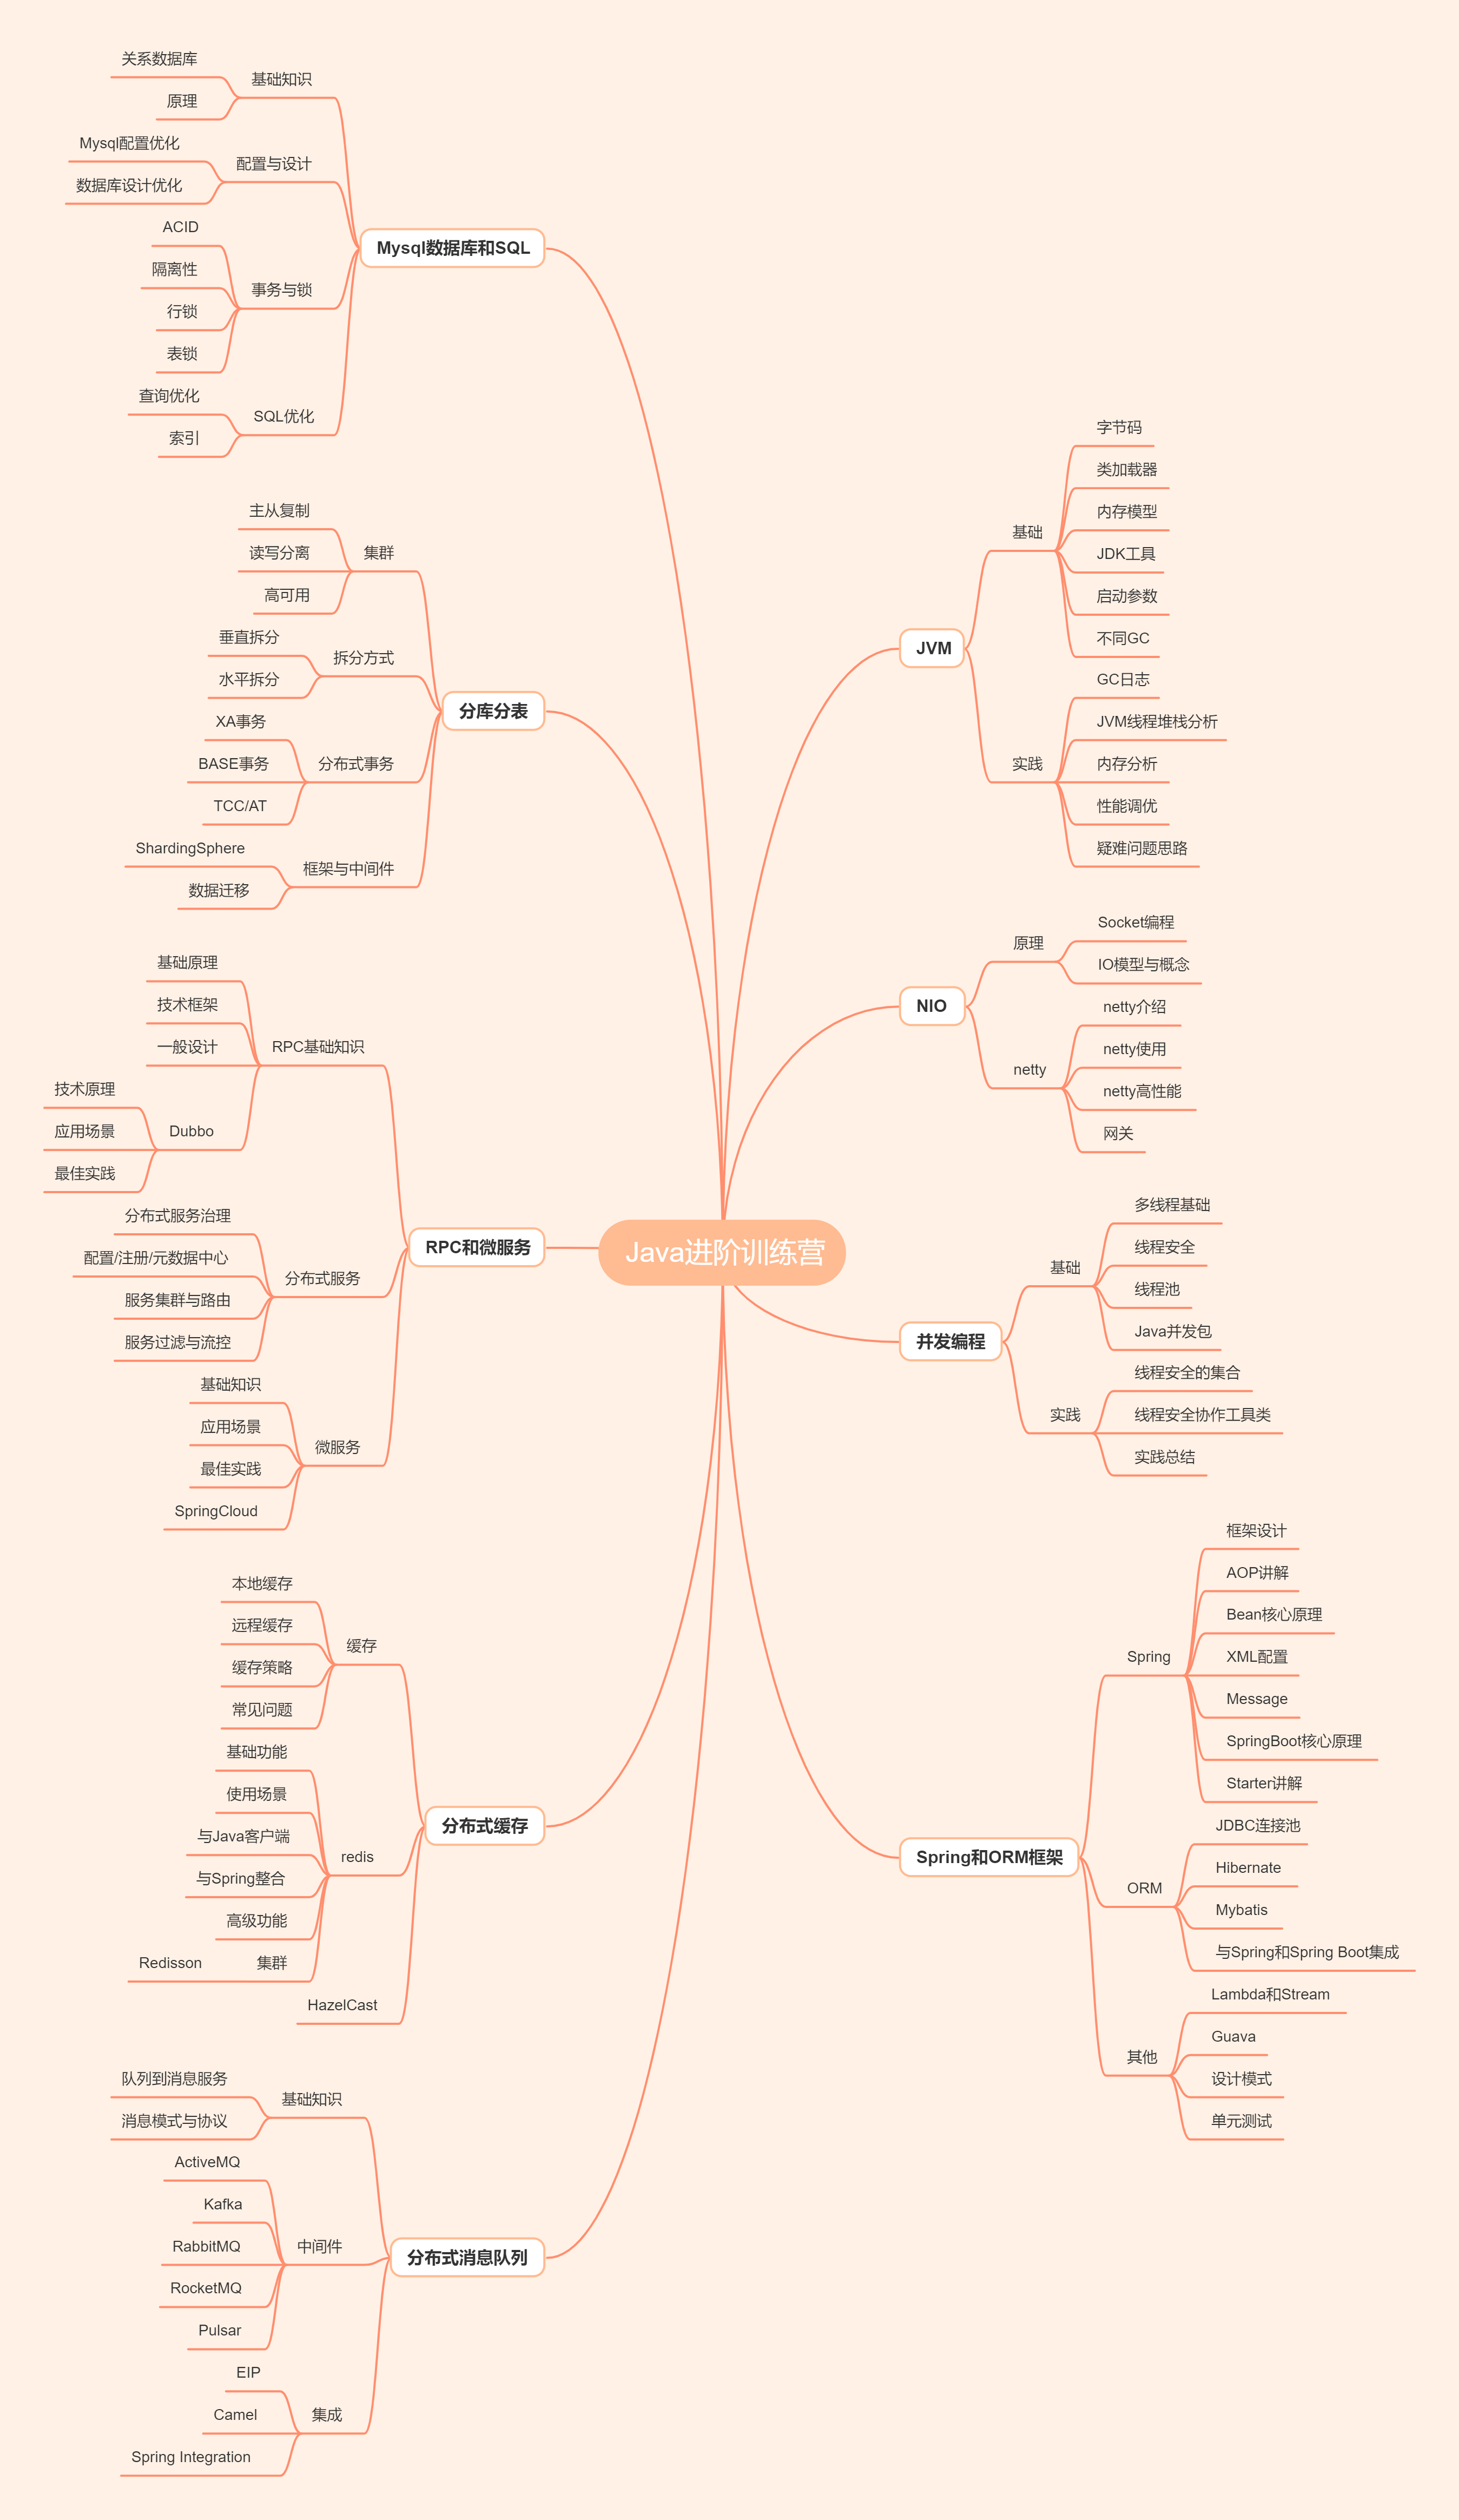 Java进阶训练营
JVM
基础
字节码
类加载器
内存模型
JDK工具
启动参数
不同GC
实践
GC日志
JVM线程堆栈分析
内存分析
性能调优
疑难问题思路
NIO
原理
Socket编程
IO模型与概念
netty
netty介绍
netty使用
netty高性能
网关
并发编程
基础
多线程基础
线程安全
线程池
Java并发包
实践
线程安全的集合
线程安全协作工具类
实践总结
Spring和ORM框架
Spring
框架设计
AOP讲解
Bean核心原理
XML配置
Message
SpringBoot核心原理
Starter讲解
ORM
JDBC连接池
Hibernate
Mybatis
与Spring和Spring Boot集成
其他
Lambda和Stream
Guava
设计模式
单元测试
Mysql数据库和SQL
基础知识
关系数据库
原理
配置与设计
Mysql配置优化
数据库设计优化
事务与锁
ACID
隔离性
行锁
表锁
SQL优化
查询优化
索引
分库分表
集群
主从复制
读写分离
高可用
拆分方式
垂直拆分
水平拆分
分布式事务
XA事务
BASE事务
TCC/AT
框架与中间件
ShardingSphere
数据迁移
RPC和微服务
RPC基础知识
基础原理
技术框架
一般设计
Dubbo
技术原理
应用场景
最佳实践
分布式服务
分布式服务治理
配置/注册/元数据中心
服务集群与路由
服务过滤与流控
微服务
基础知识
应用场景
最佳实践
SpringCloud
分布式缓存
缓存
本地缓存
远程缓存
缓存策略
常见问题
redis
基础功能
使用场景
与Java客户端
与Spring整合
高级功能
集群
Redisson
HazelCast
分布式消息队列
基础知识
队列到消息服务
消息模式与协议
中间件
ActiveMQ
Kafka
RabbitMQ
RocketMQ
Pulsar
集成
EIP
Camel
Spring Integration